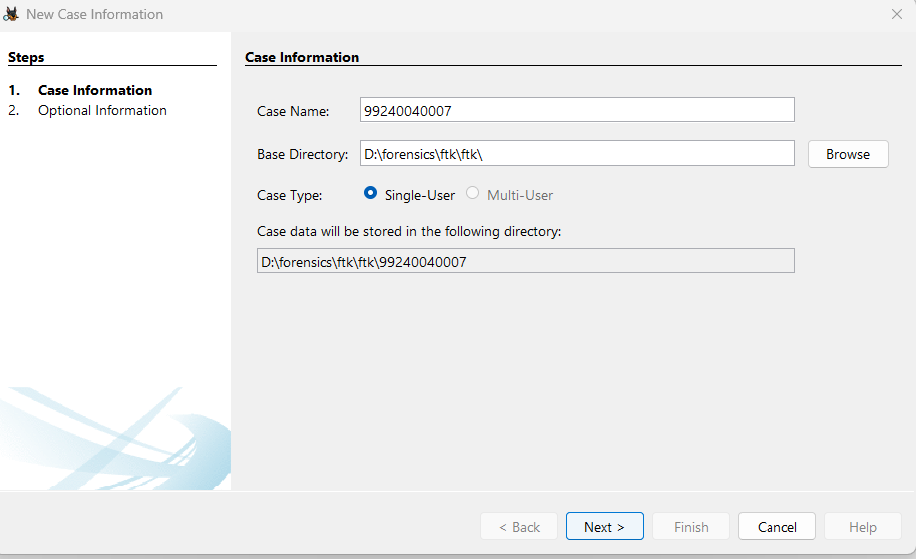 New Case Information
Steps
1. Case Information
2. Optional Information
Case Information
Case Name: 99240040007
Base Directory: D:\forensics\ftk\ftk\ Browse
Case Type: Single-User Multi-User
Case data will be stored in the following directory:
D:\forensics\ftk\ftk\99240040007
< Back Next > Finish Cancel Help